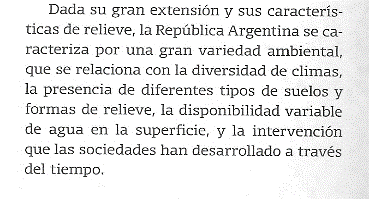 Dada su gran extensión y sus caracterís-
ticas de relieve, la República Argentina se ca-
racteriza por una gran variedad ambiental,
que se relaciona con la diversidad de climas,
la presencia de diferentes tipos de suelos y
formas de relieve, la disponibilidad variable
de agua en la superficie, y la intervención
que las sociedades han desarrollado a través
del tiempo.